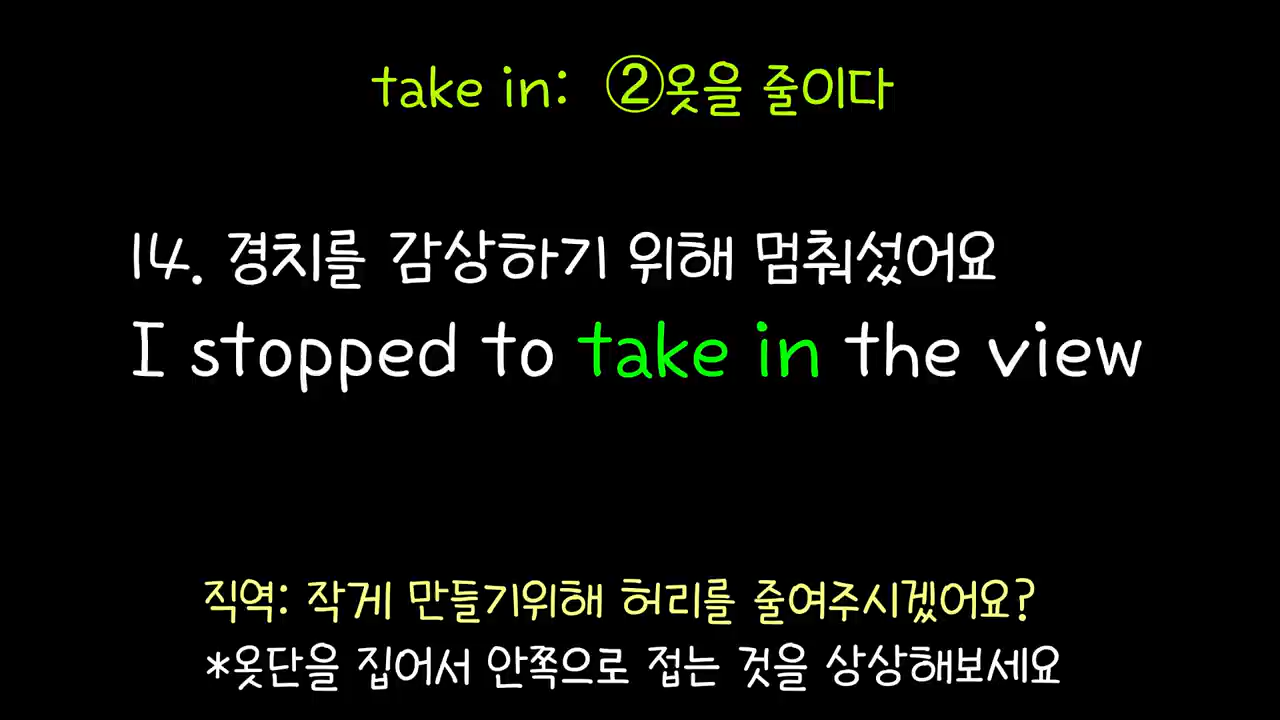 take in: ②옷을 줄이다
14. 경치를 감상하기 위해 멈춰섰어요
I stopped to take in the view
직역: 작게 만들기위해 허리를 줄여주시겠어요?
*옷단을 집어서 안쪽으로 접는 것을 상상해보세요